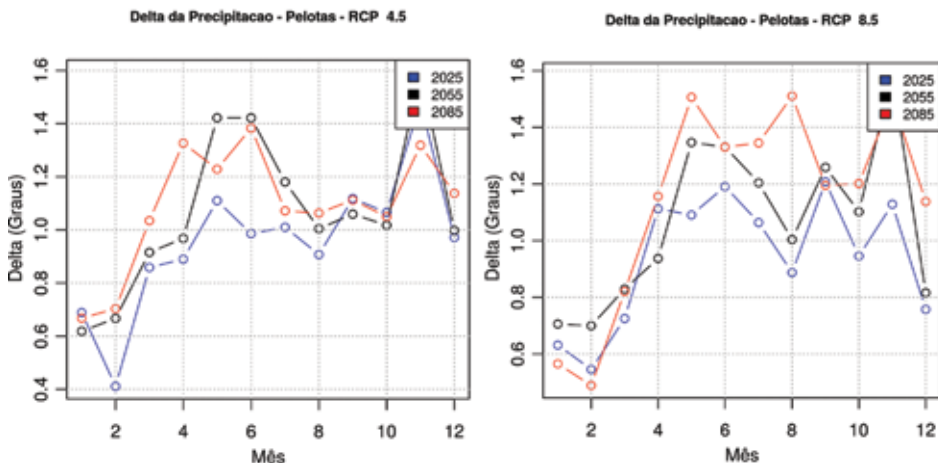 Delta da Precipitacao - Pelotas - RCP 4.5
Delta (Graus)
1.6
1.4
1.2
1.0
0.8
0.6
0.4
2025
2055
2085
2 4 6 8 10 12
Mês
Delta da Precipitacao - Pelotas - RCP 8.5
Delta (Graus)
1.6
1.4
1.2
1.0
0.8
0.6
2025
2055
2085
2 4 6 8 10 12
Mês